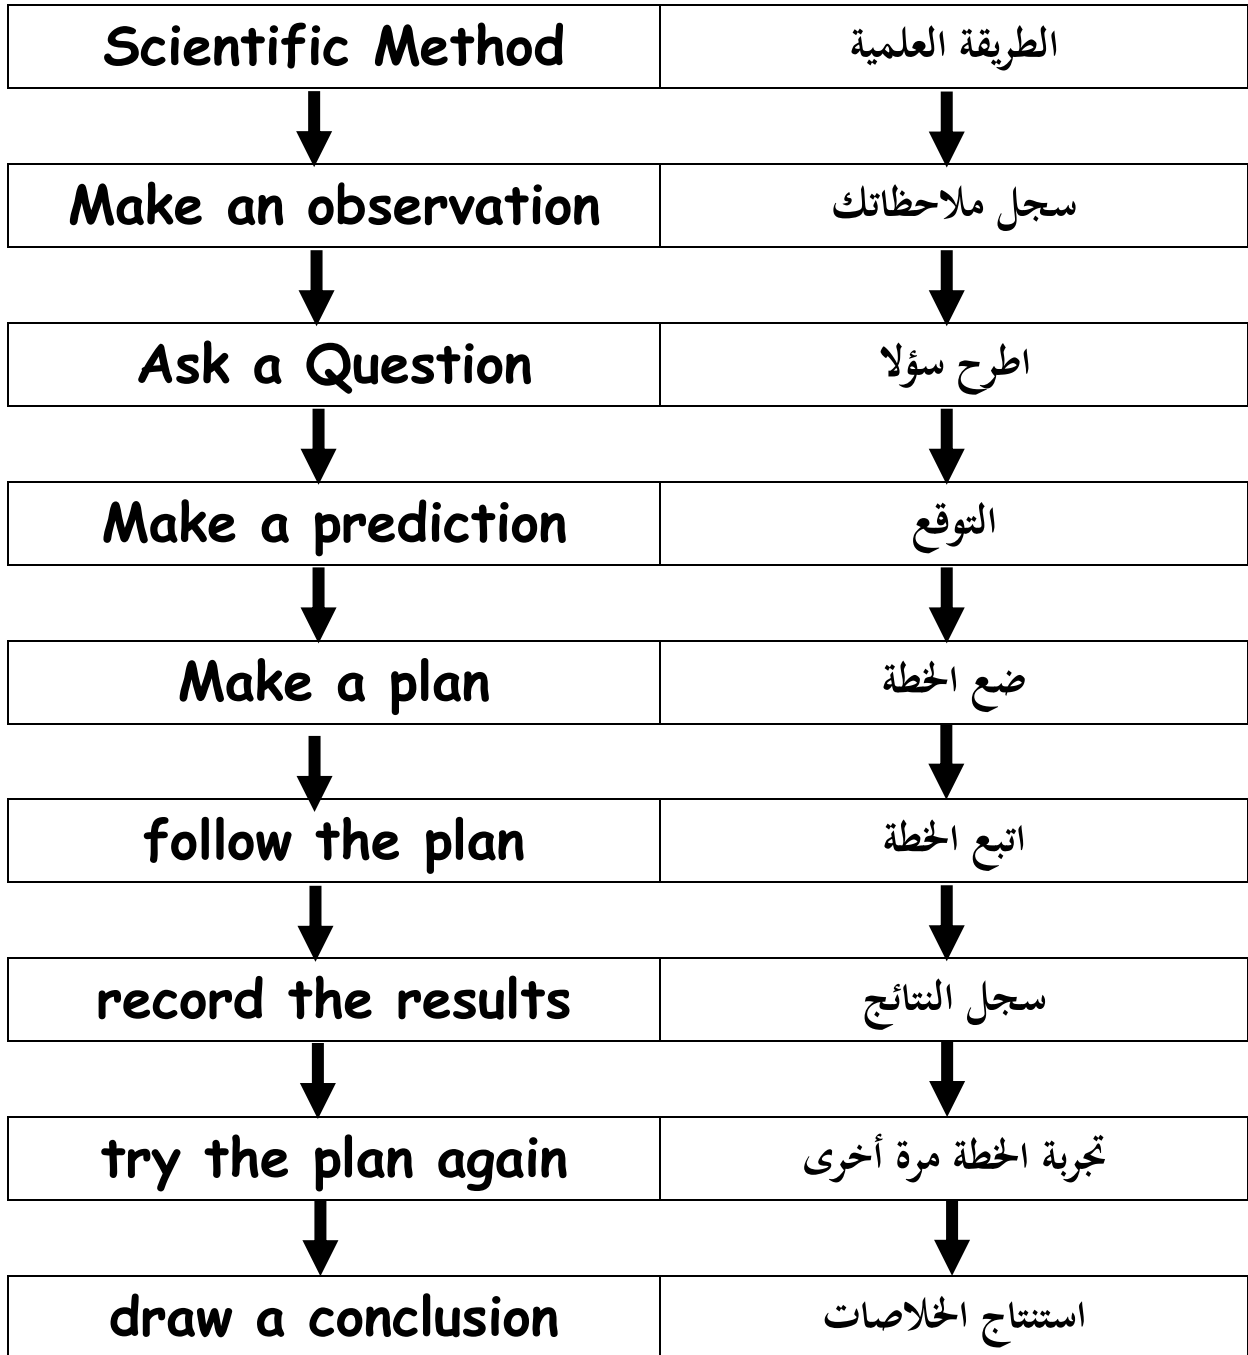 Scientific Method الطريقة العلمية
Make an observation سجل ملاحظاتك
Ask a Question اطرح سؤلا
Make a prediction التوقع
Make a plan ضع الخطة
follow the plan اتبع الخطة
record the results سجل النتائج
try the plan again تجربة الخطة مرة أخرى
draw a conclusion استنتاج الخلاصات